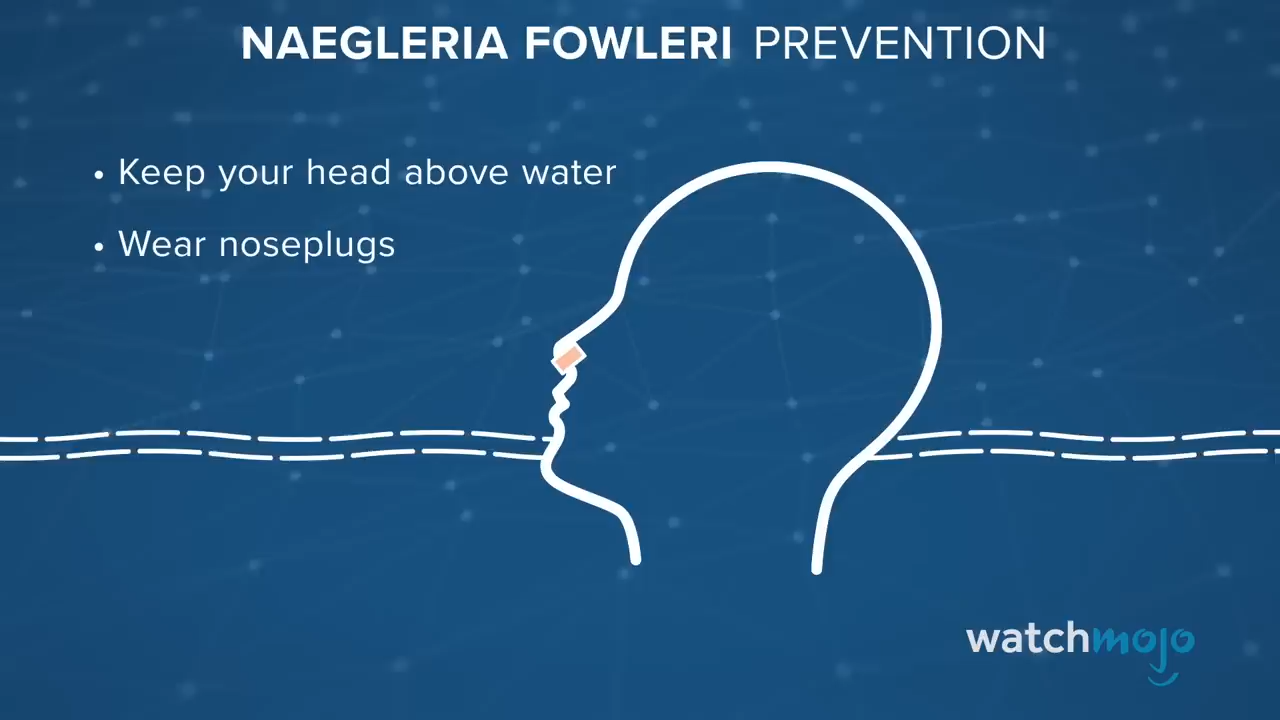 NAEGLERIA FOWLERI PREVENTION
• Keep your head above water
• Wear noseplugs
watchmojo